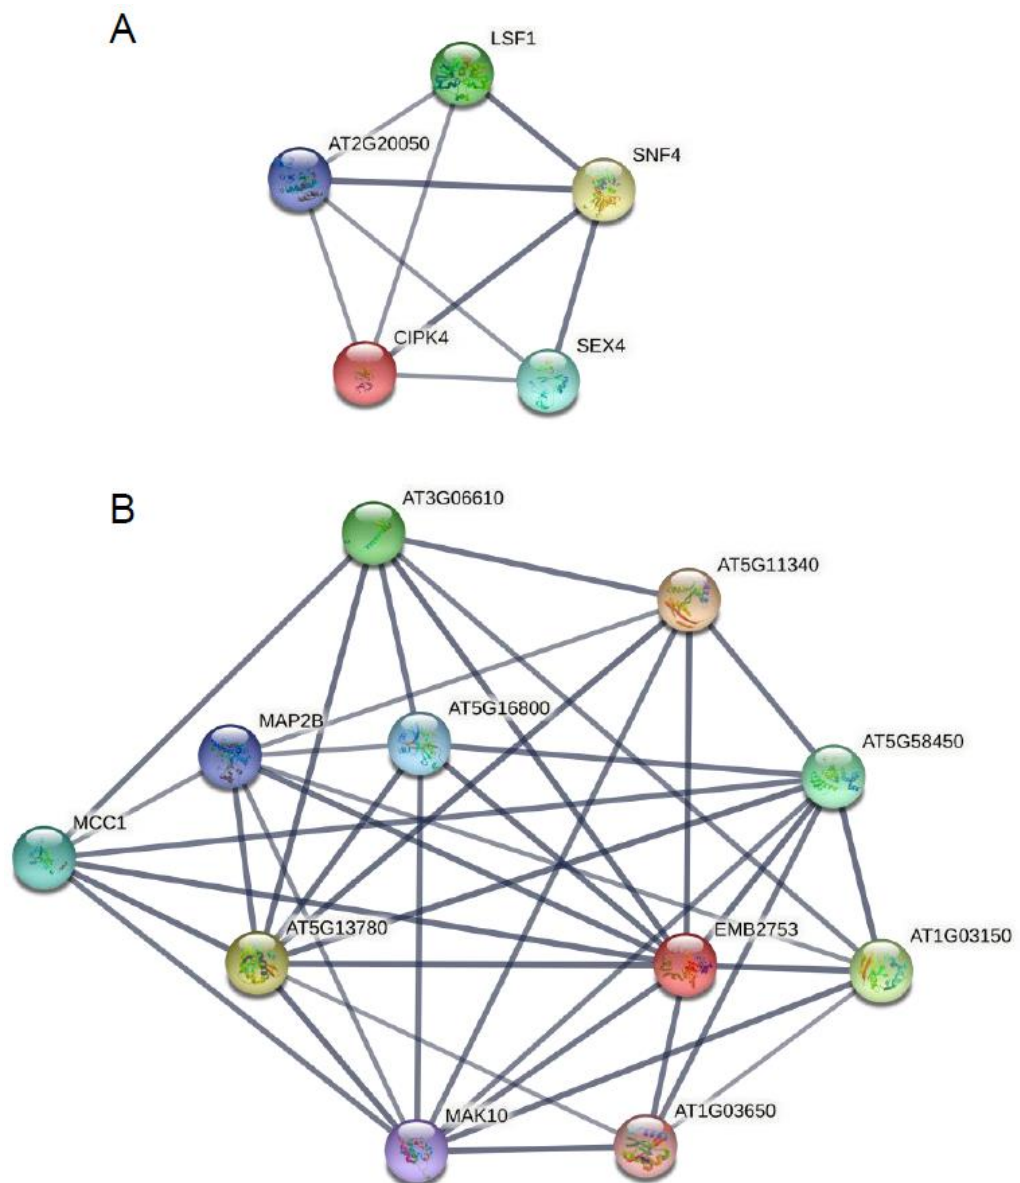 A
LSF1
AT2G20050
SNF4
CIPK4
SEX4
B
AT3G06610
AT5G11340
MAP2B
AT5G16800
AT5G58450
MCC1
AT5G13780
EMB2753
AT1G03150
MAK10
AT1G03650